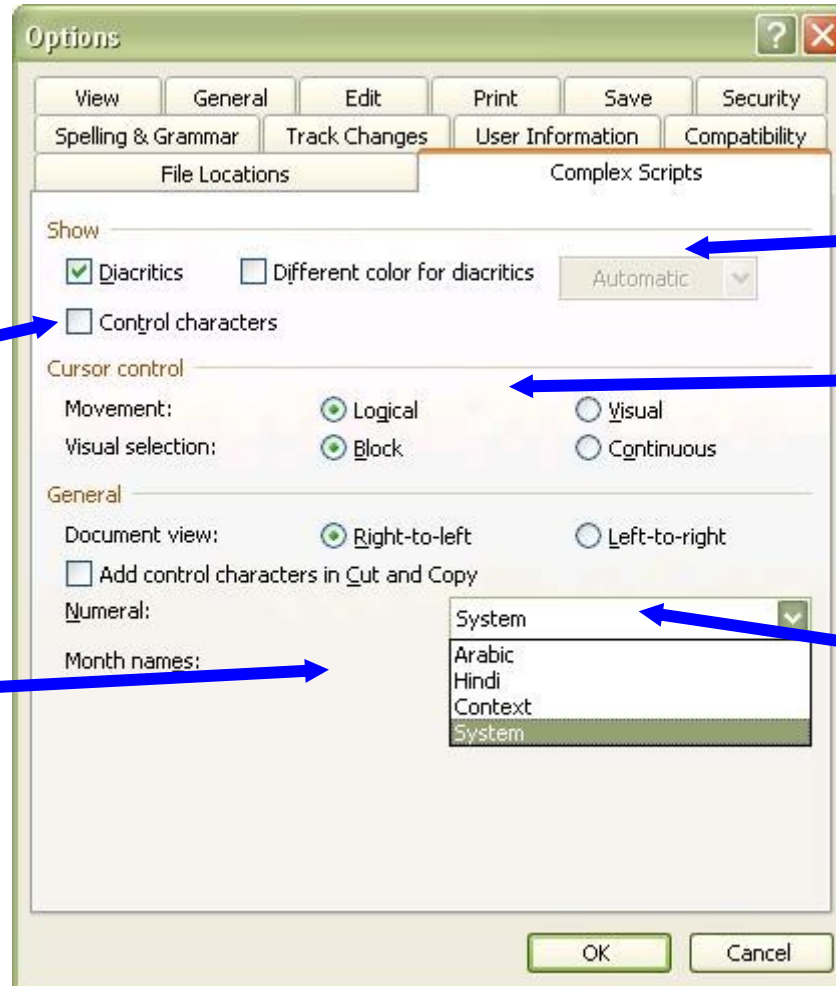 Options
View General Edit Print Save Security
Spelling & Grammar Track Changes User Information Compatibility
File Locations Complex Scripts
Show
Diacritics Different color for diacritics Automatic
Control characters
Cursor control
Movement: Logical Visual
Visual selection: Block Continuous
General
Document view: Right-to-left Left-to-right
Add control characters in Cut and Copy
Numeral: System
Month names: Arabic
Hindi
Context
System
OK Cancel